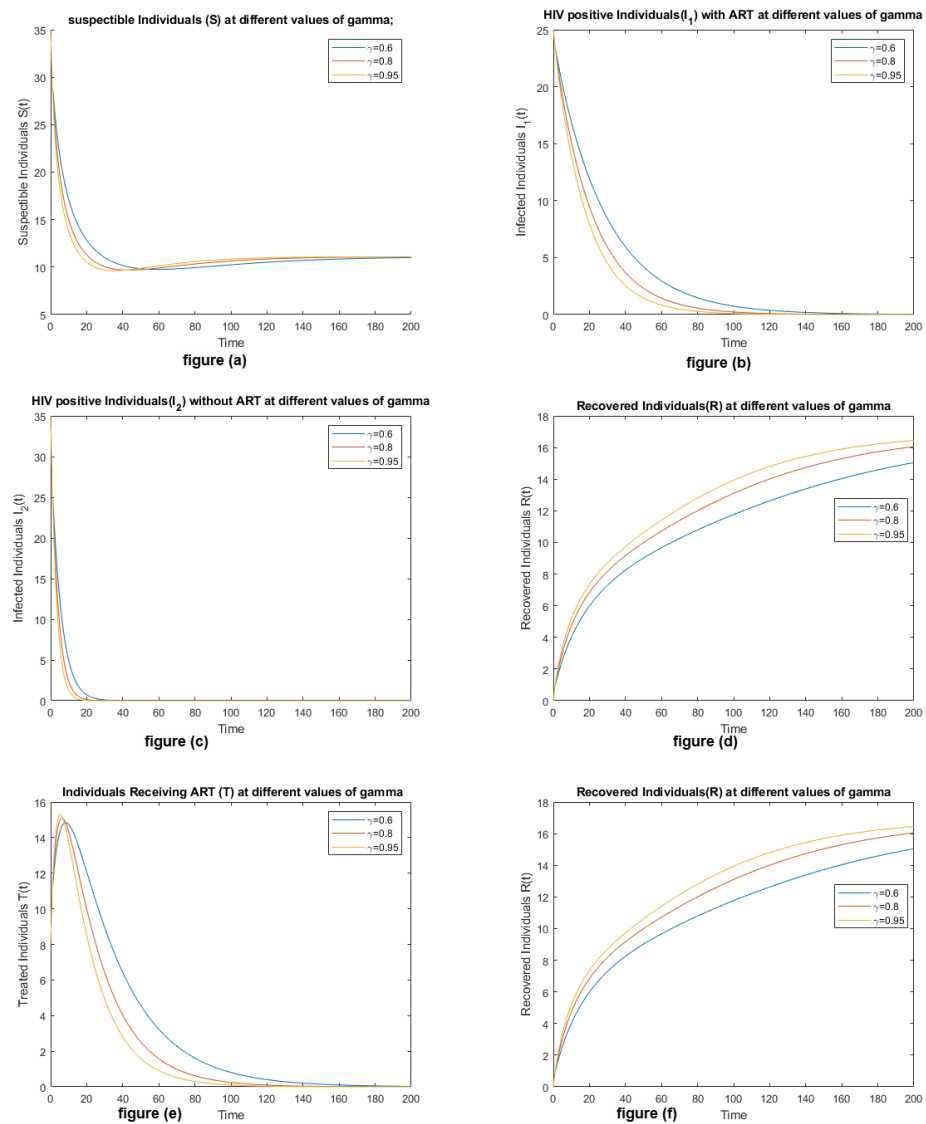 suspectible Individuals (S) at different values of gamma;
35
30
25
20
15
10
5
Suspectible Individuals S(t)
γ=0.6
γ=0.8
γ=0.95
0 20 40 60 80 100 120 140 160 180 200
Time
figure (a)
HIV positive Individuals(I_1) with ART at different values of gamma
25
20
15
10
5
0
Infected Individuals I_1(t)
γ=0.6
γ=0.8
γ=0.95
0 20 40 60 80 100 120 140 160 180 200
Time
figure (b)
HIV positive Individuals(I_2) without ART at different values of gamma
35
30
25
20
15
10
5
0
Infected Individuals I_2(t)
γ=0.6
γ=0.8
γ=0.95
0 20 40 60 80 100 120 140 160 180 200
Time
figure (c)
Recovered Individuals(R) at different values of gamma
18
16
14
12
10
8
6
4
2
0
Recovered Individuals R(t)
γ=0.6
γ=0.8
γ=0.95
0 20 40 60 80 100 120 140 160 180 200
Time
figure (d)
Individuals Receiving ART (T) at different values of gamma
16
14
12
10
8
6
4
2
0
Treated Individuals T(t)
γ=0.6
γ=0.8
γ=0.95
0 20 40 60 80 100 120 140 160 180 200
Time
figure (e)
Recovered Individuals(R) at different values of gamma
18
16
14
12
10
8
6
4
2
0
Recovered Individuals R(t)
γ=0.6
γ=0.8
γ=0.95
0 20 40 60 80 100 120 140 160 180 200
Time
figure (f)